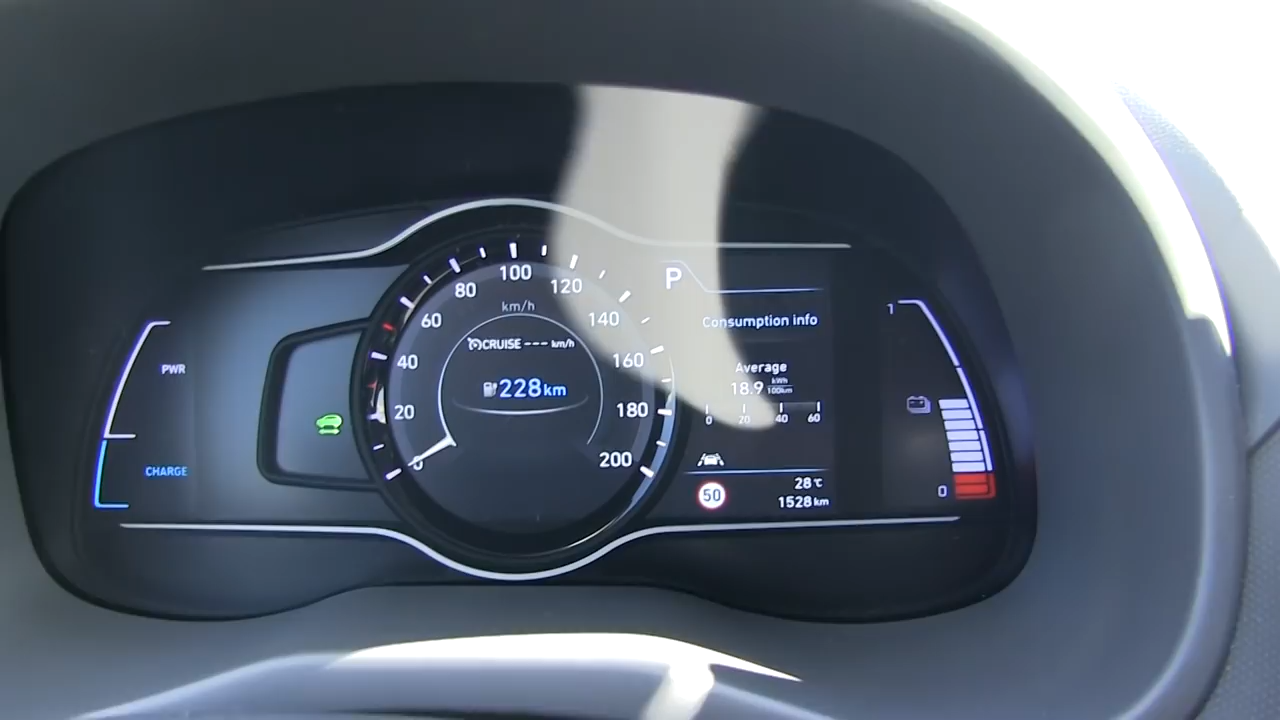 P
Consumption info
Average
18.9 kWh/100km
0 20 40 60
50
28℃
1528 km
km/h
CRUISE --- km/h
228km
0
20
40
60
80
100
120
140
160
180
200
PWR
CHARGE
1
0